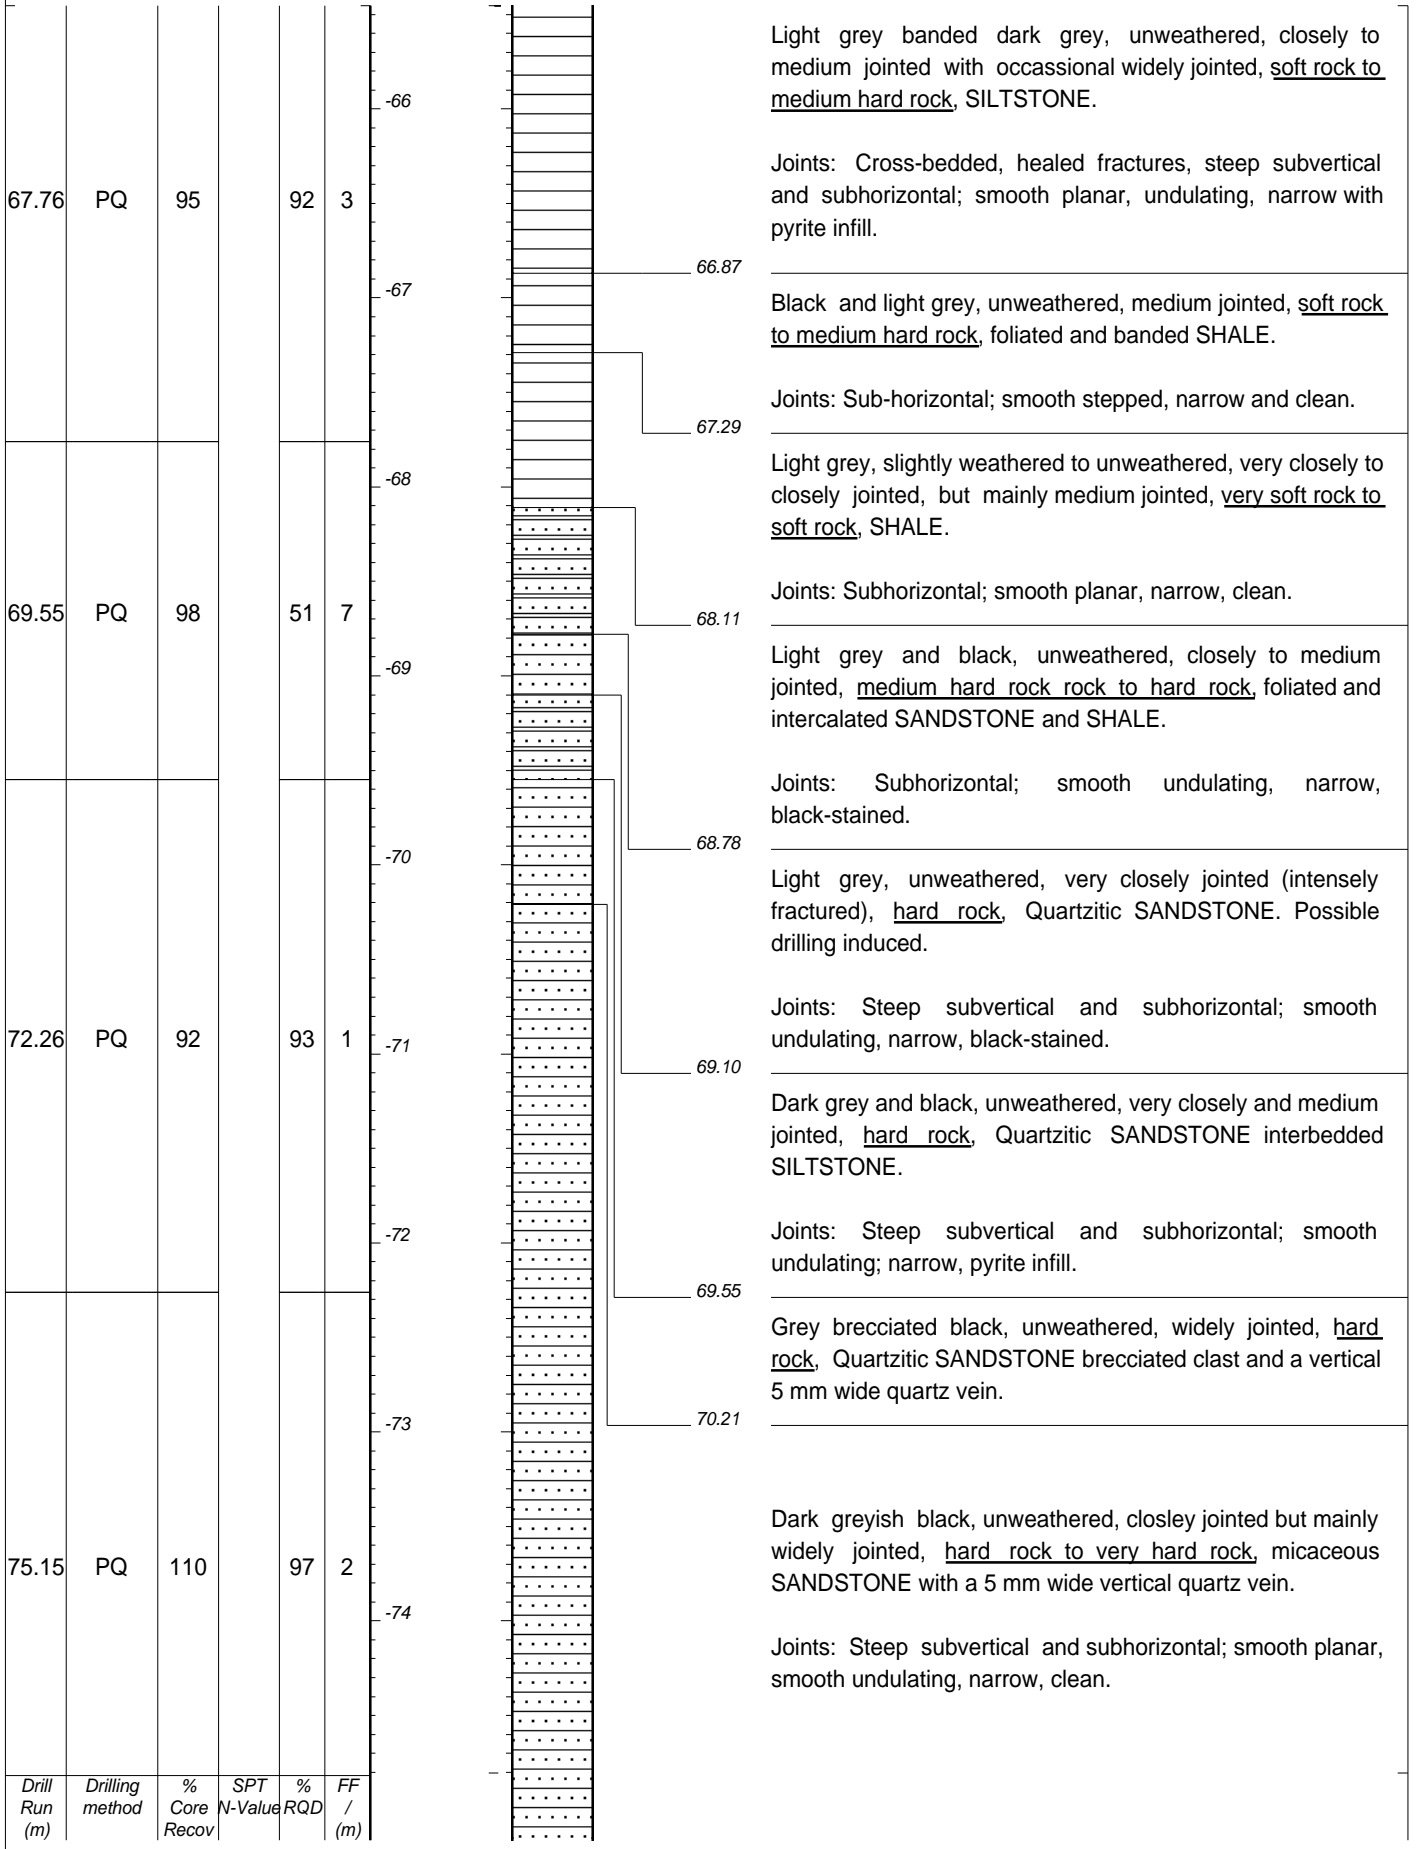 Light grey banded dark grey, unweathered, closely to
medium jointed with occassional widely jointed, soft rock to
medium hard rock, SILTSTONE.
-66
Joints: Cross-bedded, healed fractures, steep subvertical
and subhorizontal; smooth planar, undulating, narrow with
pyrite infill.
67.76 PQ 95 92 3
66.87
-67
Black and light grey, unweathered, medium jointed, soft rock
to medium hard rock, foliated and banded SHALE.
Joints: Sub-horizontal; smooth stepped, narrow and clean.
67.29
Light grey, slightly weathered to unweathered, very closely to
closely jointed, but mainly medium jointed, very soft rock to
soft rock, SHALE.
-68
Joints: Subhorizontal; smooth planar, narrow, clean.
69.55 PQ 98 51 7
68.11
Light grey and black, unweathered, closely to medium
jointed, medium hard rock rock to hard rock, foliated and
intercalated SANDSTONE and SHALE.
-69
Joints: Subhorizontal; smooth undulating, narrow,
black-stained.
68.78
-70
Light grey, unweathered, very closely jointed (intensely
fractured), hard rock, Quartzitic SANDSTONE. Possible
drilling induced.
Joints: Steep subvertical and subhorizontal; smooth
undulating, narrow, black-stained.
72.26 PQ 92 93 1
-71
69.10
Dark grey and black, unweathered, very closely and medium
jointed, hard rock, Quartzitic SANDSTONE interbedded
SILTSTONE.
Joints: Steep subvertical and subhorizontal; smooth
undulating; narrow, pyrite infill.
-72
69.55
Grey brecciated black, unweathered, widely jointed, hard
rock, Quartzitic SANDSTONE brecciated clast and a vertical
5 mm wide quartz vein.
70.21
-73
Dark greyish black, unweathered, closley jointed but mainly
widely jointed, hard rock to very hard rock, micaceous
SANDSTONE with a 5 mm wide vertical quartz vein.
75.15 PQ 110 97 2
-74
Joints: Steep subvertical and subhorizontal; smooth planar,
smooth undulating, narrow, clean.
Drill Drilling % SPT % FF
Run method Core N-Value RQD /
(m) Recov (m)